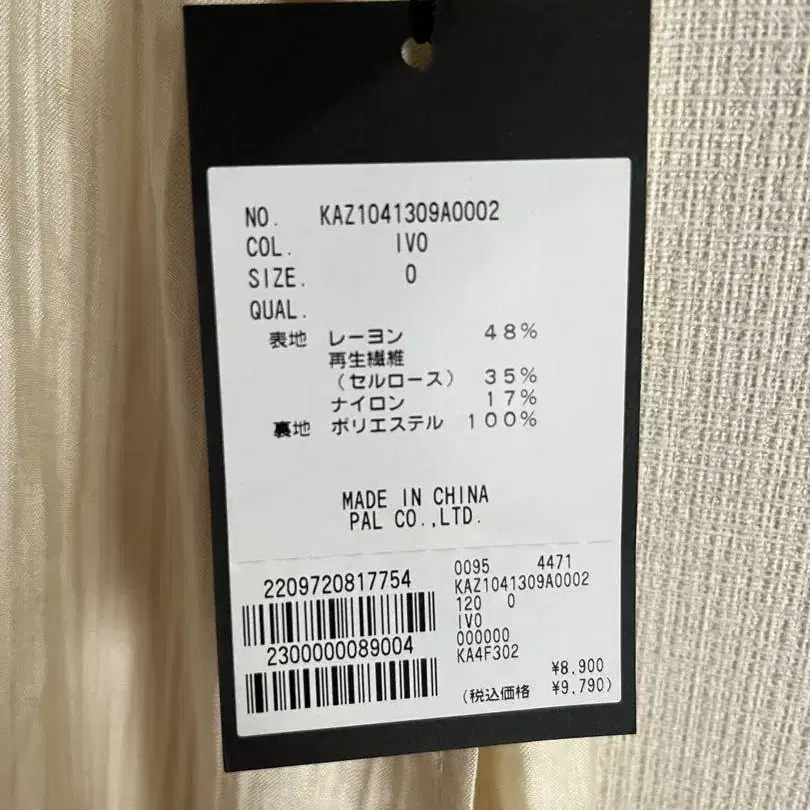 NO. KAZ1041309A0002
COL. IVO
SIZE. 0
QUAL.
表地 レーヨン 48%
再生繊維
（セルロース） 35%
ナイロン 17%
裏地 ポリエステル 100%
MADE IN CHINA
PAL CO.,LTD.
2209720817754
2300000089004
0095 4471
KAZ1041309A0002
120 0
IVO
000000
KA4F302
¥8,900
(税込価格 ¥9,790)